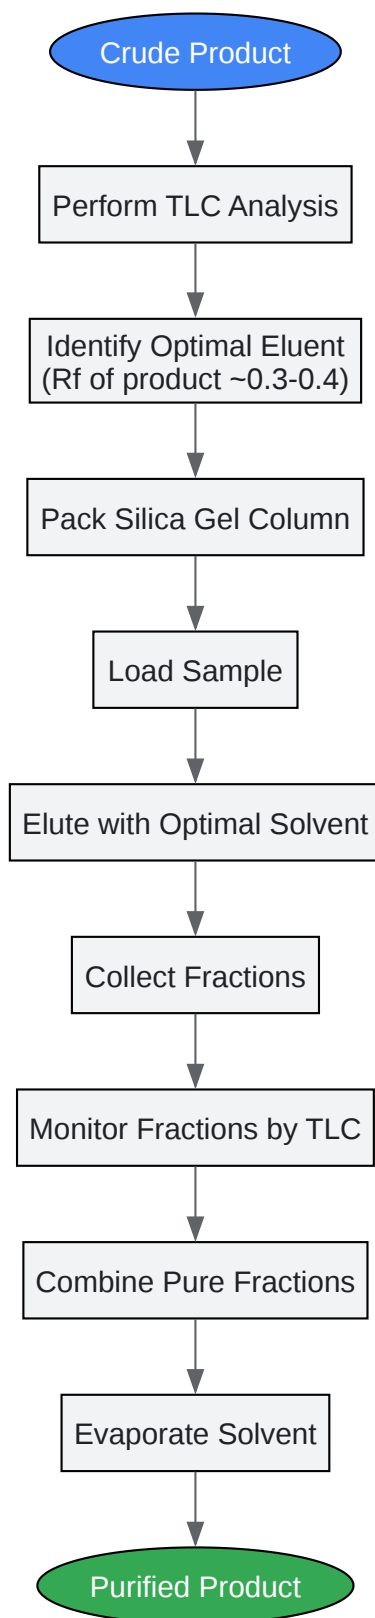 Crude Product
Perform TLC Analysis
Identify Optimal Eluent
(Rf of product ~0.3-0.4)
Pack Silica Gel Column
Load Sample
Elute with Optimal Solvent
Collect Fractions
Monitor Fractions by TLC
Combine Pure Fractions
Evaporate Solvent
Purified Product